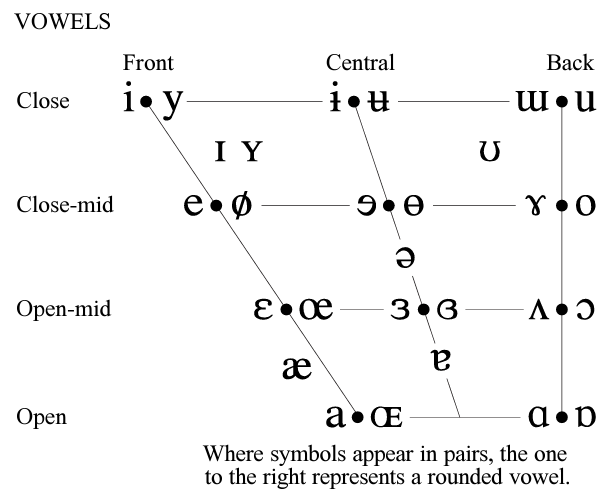 VOWELS
Front Central Back
Close i y ɨ ʉ ɯ u
ɪ ʏ ʊ
Close-mid e ø ɘ ɵ ɤ o
ə
Open-mid ɛ œ ɜ ɞ ʌ ɔ
æ ɐ
Open a ɶ ɑ ɒ
Where symbols appear in pairs, the one
to the right represents a rounded vowel.